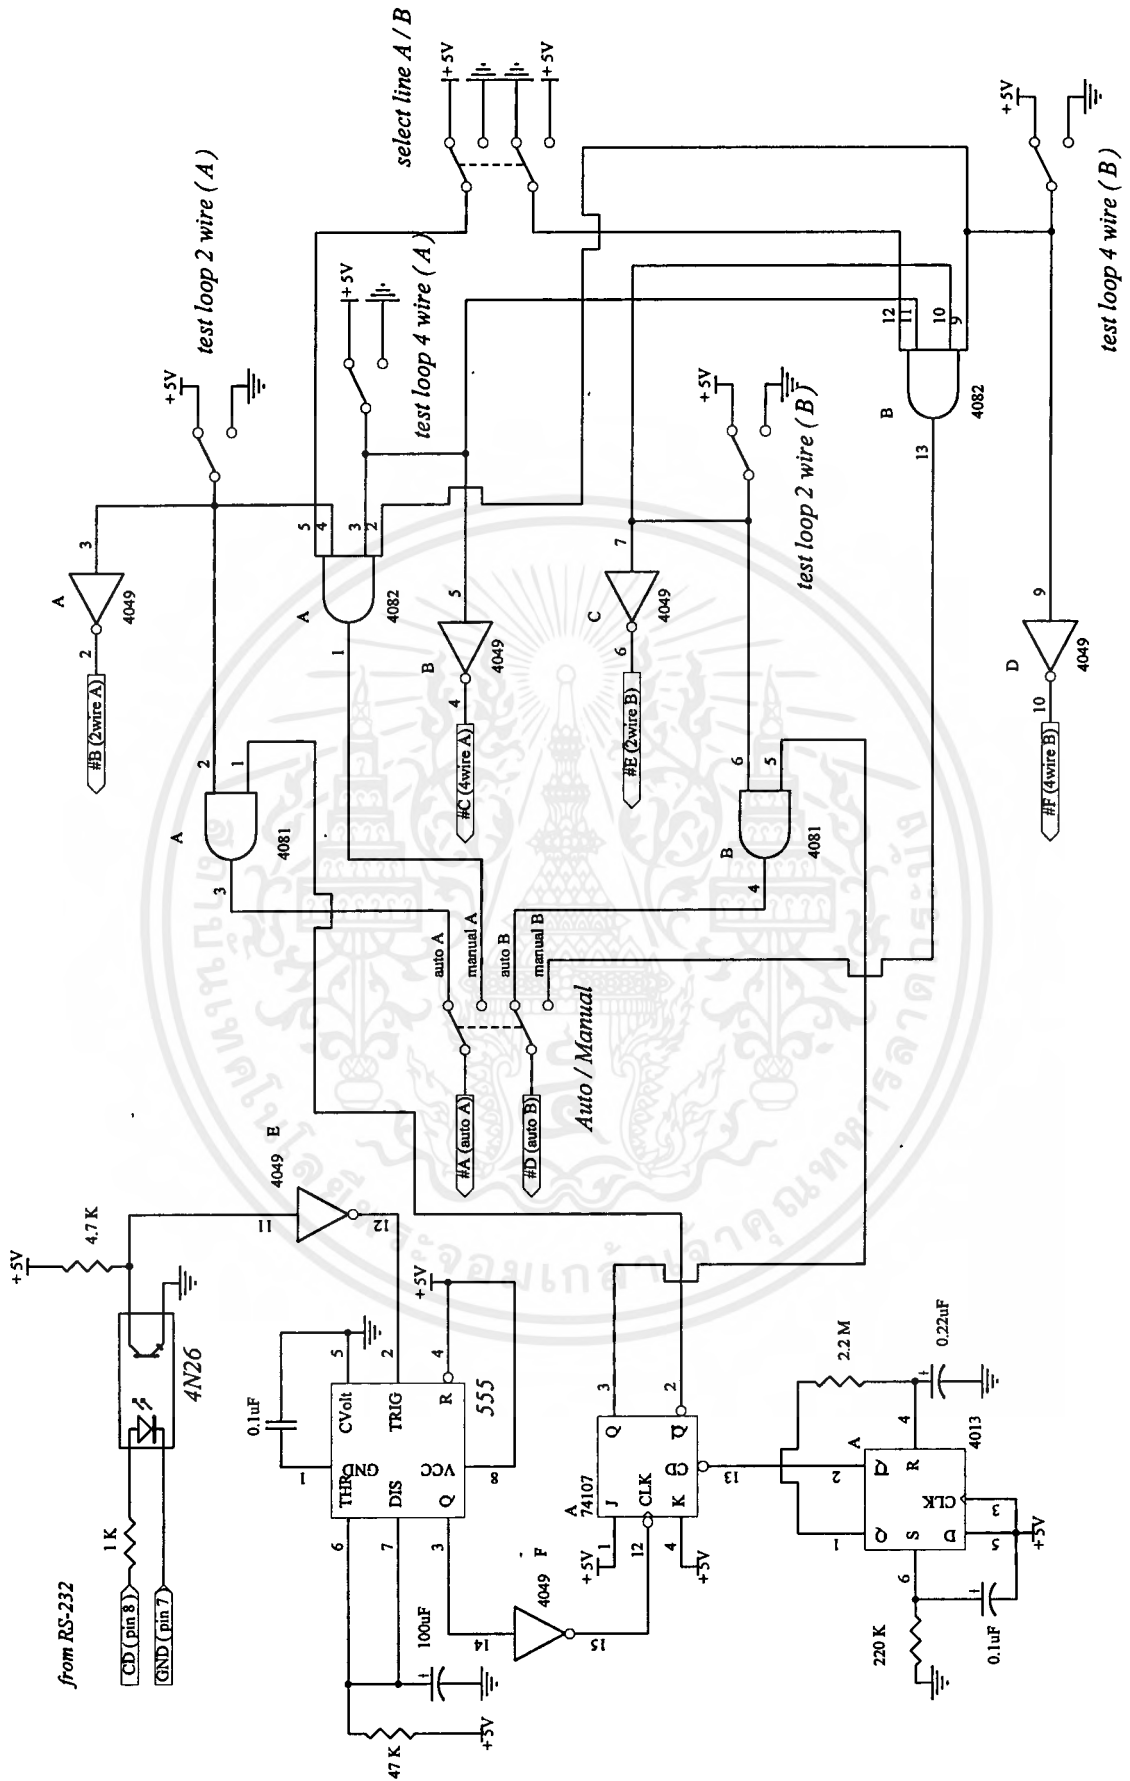 from RS-232
CD ( pin 8 )
GND ( pin 7 )
1 K
4N26
+5V
4.7 K
11
4049 E
12
0.1uF
1
5
2
4
+5V
CVolt
TRIG
R
GND
VCC
THR
DIS
Q
555
6
7
3
8
47 K
+5V
100uF
14
4049 F
15
A
74107
J
CLK
K
Q
Q
CD
1
12
4
3
2
13
+5V
+5V
A
4013
Q
Q
S
R
D
CLK
1
2
6
4
5
3
2.2 M
0.22uF
220 K
0.1uF
+5V
#A (auto A)
#D (auto B)
Auto / Manual
auto A
manual A
auto B
manual B
#B (2wire A)
2
A
3
4049
A
4081
3
2
1
+5V
test loop 2 wire ( A )
A
4082
1
5
4
3
2
+5V
test loop 4 wire ( A )
#C (4wire A)
4
B
5
4049
select line A / B
+5V
+5V
#E (2wire B)
6
C
7
4049
B
4081
4
6
5
+5V
test loop 2 wire ( B )
B
4082
13
12
11
10
9
#F (4wire B)
10
D
9
4049
+5V
test loop 4 wire ( B )